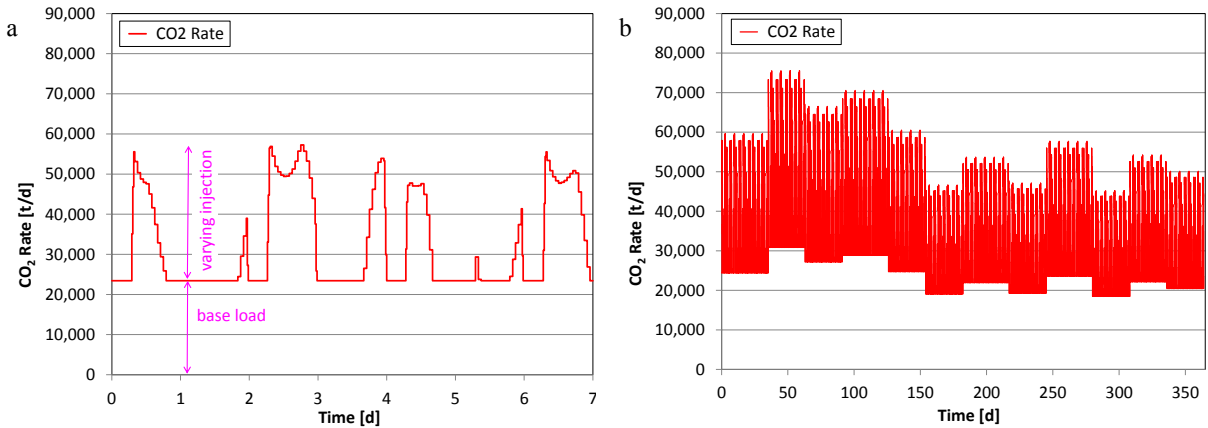 a
CO2 Rate
90,000
80,000
70,000
60,000
50,000
40,000
30,000
20,000
10,000
0
CO₂ Rate [t/d]
varying injection
base load
0 1 2 3 4 5 6 7
Time [d]
b
CO2 Rate
90,000
80,000
70,000
60,000
50,000
40,000
30,000
20,000
10,000
0
CO₂ Rate [t/d]
0 50 100 150 200 250 300 350
Time [d]